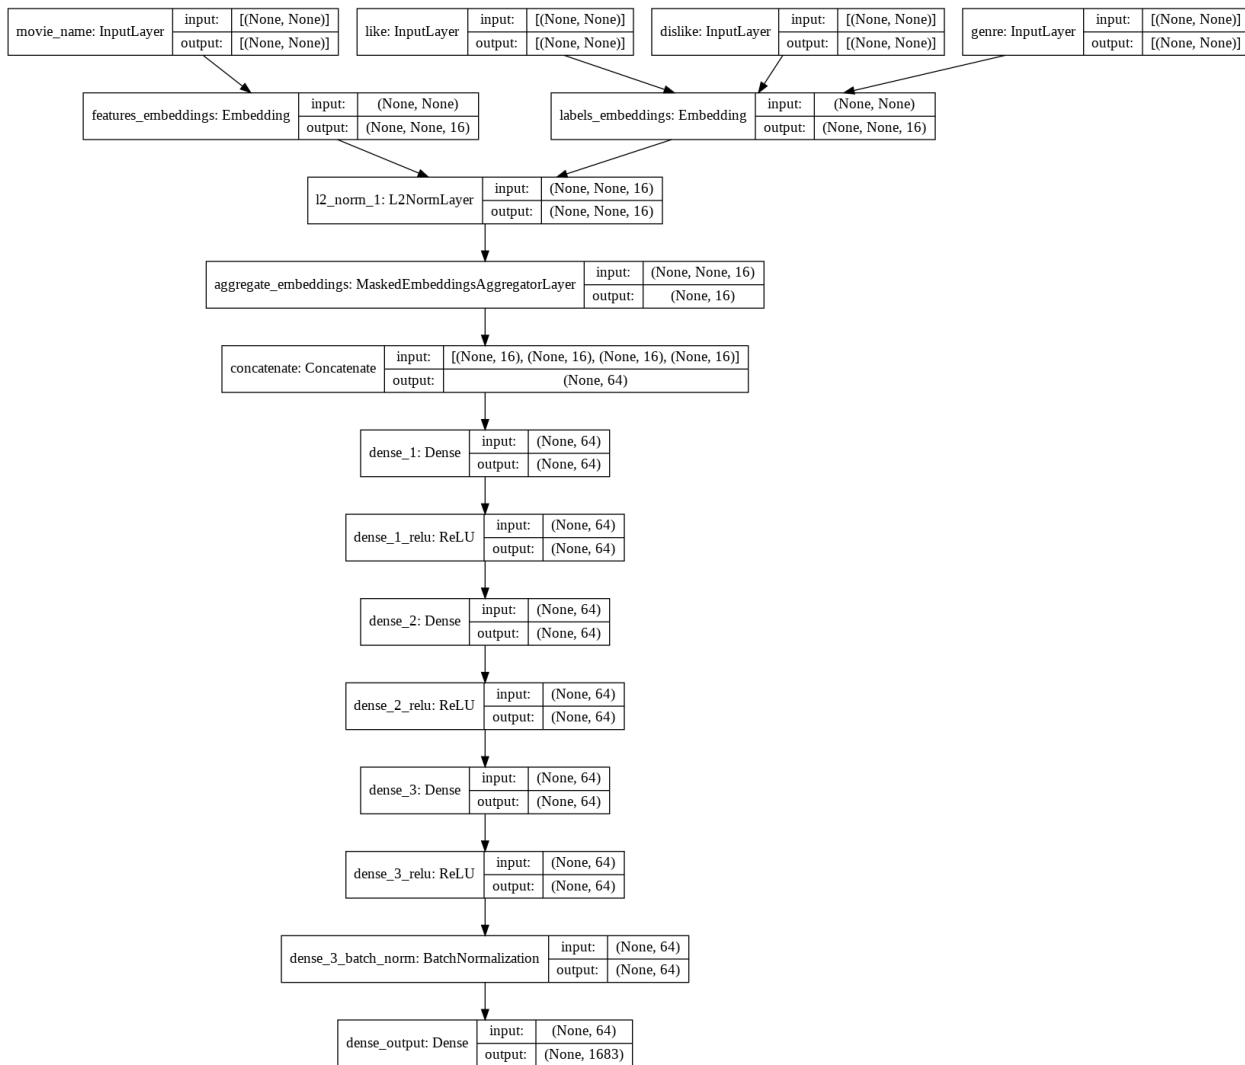 movie_name: InputLayer
input: [(None, None)]
output: [(None, None)]
like: InputLayer
input: [(None, None)]
output: [(None, None)]
dislike: InputLayer
input: [(None, None)]
output: [(None, None)]
genre: InputLayer
input: [(None, None)]
output: [(None, None)]
features_embeddings: Embedding
input: (None, None)
output: (None, None, 16)
labels_embeddings: Embedding
input: (None, None)
output: (None, None, 16)
l2_norm_1: L2NormLayer
input: (None, None, 16)
output: (None, None, 16)
aggregate_embeddings: MaskedEmbeddingsAggregatorLayer
input: (None, None, 16)
output: (None, 16)
concatenate: Concatenate
input: [(None, 16), (None, 16), (None, 16), (None, 16)]
output: (None, 64)
dense_1: Dense
input: (None, 64)
output: (None, 64)
dense_1_relu: ReLU
input: (None, 64)
output: (None, 64)
dense_2: Dense
input: (None, 64)
output: (None, 64)
dense_2_relu: ReLU
input: (None, 64)
output: (None, 64)
dense_3: Dense
input: (None, 64)
output: (None, 64)
dense_3_relu: ReLU
input: (None, 64)
output: (None, 64)
dense_3_batch_norm: BatchNormalization
input: (None, 64)
output: (None, 64)
dense_output: Dense
input: (None, 64)
output: (None, 1683)